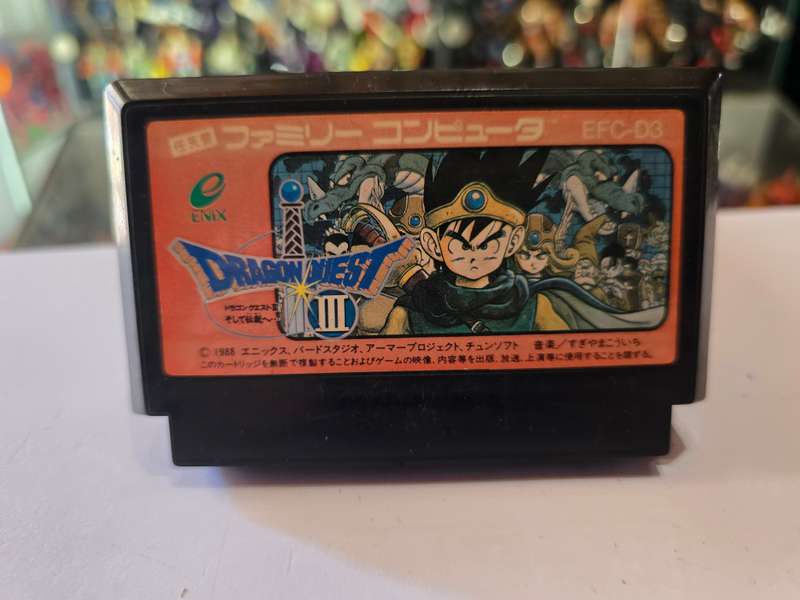 任天堂 ファミリー コンピュータ™ EFC-D3
ENIX
DRAGON QUEST
III
ドラゴンクエストⅢ
そして伝説へ…
© 1988 エニックス、バードスタジオ、アーマープロジェクト、チュンソフト 音楽／すぎやまこういち
このカートリッジを無断で複製することおよびゲームの映像、内容等を出版、放送、上演等に使用することを禁ずる。